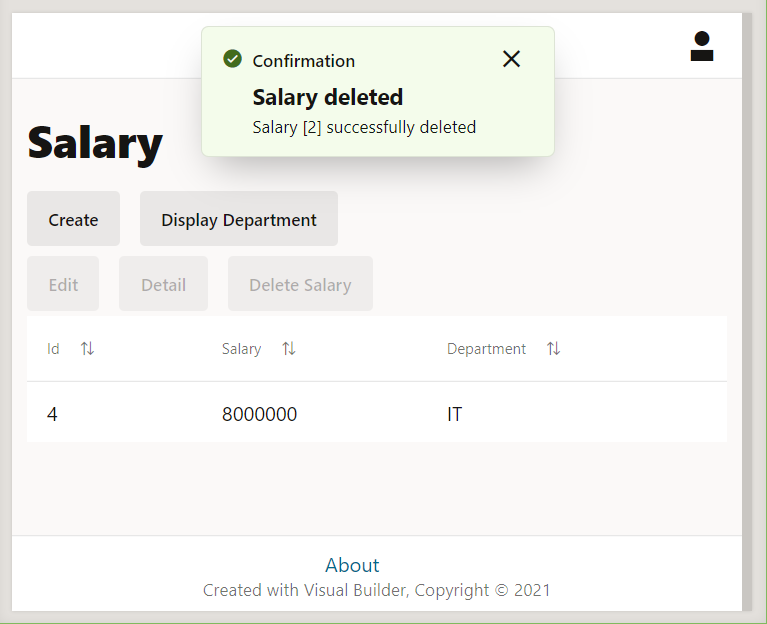 Confirmation
Salary deleted
Salary [2] successfully deleted
Salary
Create Display Department
Edit Detail Delete Salary
Id Salary Department
4 8000000 IT
About
Created with Visual Builder, Copyright © 2021